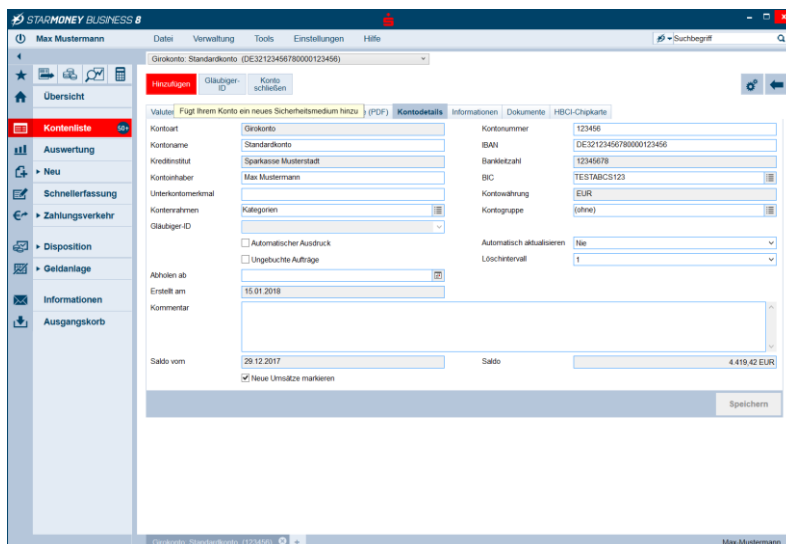 STARMONEY BUSINESS 8
Max Mustermann Datei Verwaltung Tools Einstellungen Hilfe Suchbegriff
Girokonto: Standardkonto (DE32123456780000123456)
Hinzufügen Gläubiger-ID Konto schließen
Übersicht
Kontenliste 50+
Auswertung
Neu
Schnellerfassung
Zahlungsverkehr
Disposition
Geldanlage
Informationen
Ausgangskorb
Fügt Ihrem Konto ein neues Sicherheitsmedium hinzu
(PDF) Kontodetails Informationen Dokumente HBCI-Chipkarte
Kontoart Girokonto Kontonummer 123456
Kontoname Standardkonto IBAN DE32123456780000123456
Kreditinstitut Sparkasse Musterstadt Bankleitzahl 12345678
Kontoinhaber Max Mustermann BIC TESTABCS123
Unterkontomerkmal Kontowährung EUR
Kontenrahmen Kategorien Kontogruppe (ohne)
Gläubiger-ID
Automatischer Ausdruck Automatisch aktualisieren Nie
Ungebuchte Aufträge Löschintervall 1
Abholen ab
Erstellt am 15.01.2018
Kommentar
Saldo vom 29.12.2017 Saldo 4.419,42 EUR
Neue Umsätze markieren
Speichern
Girokonto: Standardkonto (123456) Max-Mustermann